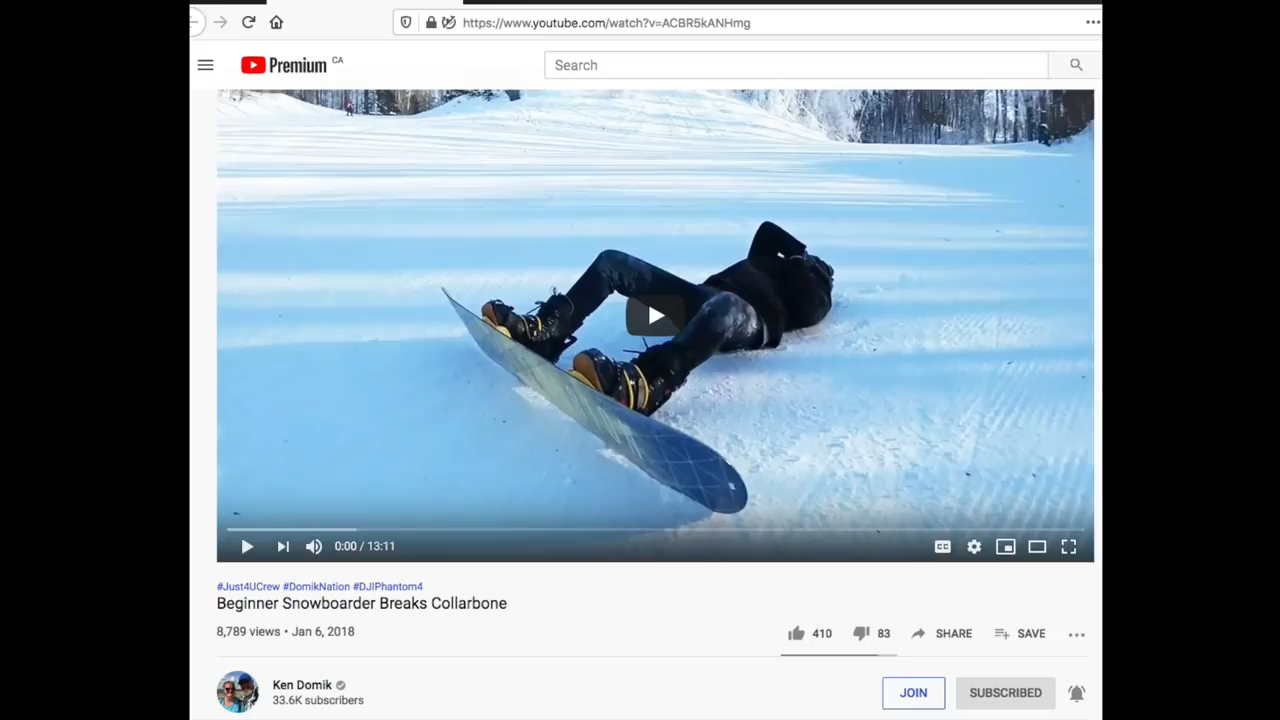 https://www.youtube.com/watch?v=ACBR5kANHmg
Premium CA
Search
0:00 / 13:11
CC
#Just4UCrew #DomikNation #DJIPhantom4
Beginner Snowboarder Breaks Collarbone
8,789 views • Jan 6, 2018
410 83 SHARE SAVE
Ken Domik
33.6K subscribers
JOIN SUBSCRIBED